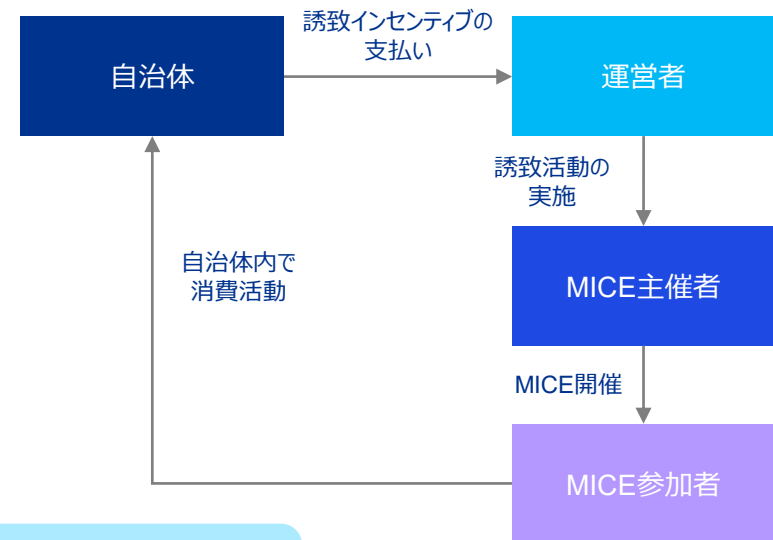 誘致インセンティブの
支払い
自治体
運営者
誘致活動の
実施
自治体内で
消費活動
MICE主催者
MICE開催
MICE参加者